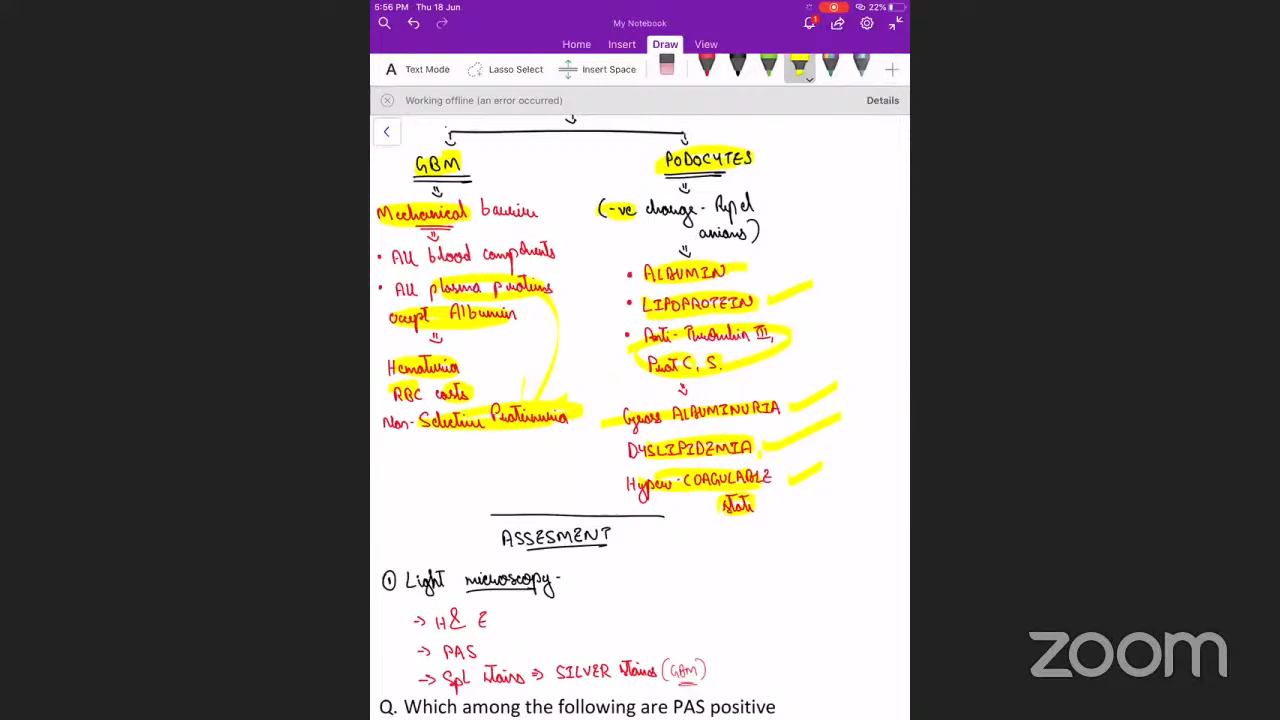 5:56 PM Thu 18 Jun
22%
My Notebook
1
Home Insert Draw View
A Text Mode Lasso Select Insert Space
Working offline (an error occurred) Details
GBM
Mechanical barrier
• All blood components
• All plasma proteins
except Albumin
Hematuria
RBC casts
Non-Selective Proteinuria
PODOCYTES
(-ve charge - Repel
anions)
• ALBUMIN
• LIPOPROTEIN
• Anti-Thrombin III,
Prot C, S.
Gross ALBUMINURIA
DYSLIPIDEMIA
Hyper-COAGULABLE
state
ASSESMENT
① Light microscopy-
→ H & E
→ PAS
→ Spl stains ⇒ SILVER stains (GBM)
Q. Which among the following are PAS positive
zoom